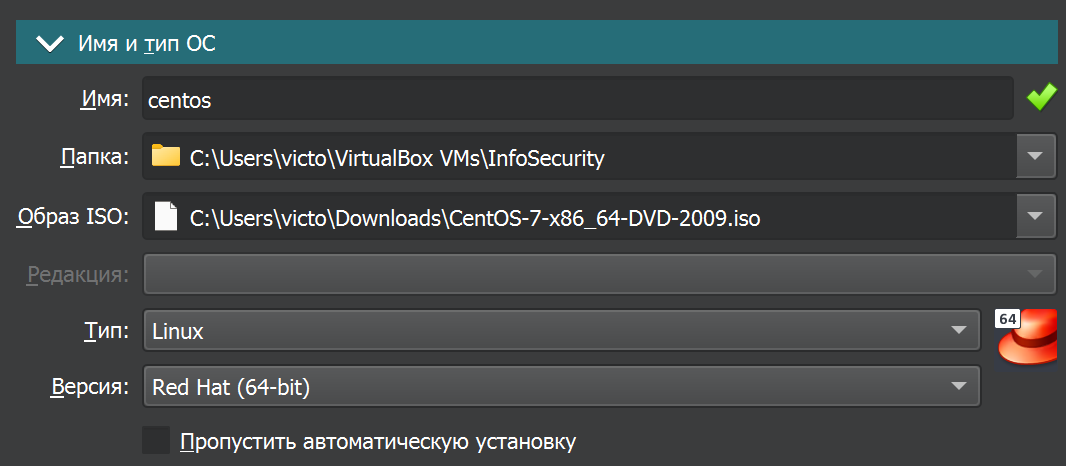 Имя и тип ОС
Имя: centos
Папка: C:\Users\victo\VirtualBox VMs\InfoSecurity
Образ ISO: C:\Users\victo\Downloads\CentOS-7-x86_64-DVD-2009.iso
Редакция:
Тип: Linux
64
Версия: Red Hat (64-bit)
Пропустить автоматическую установку